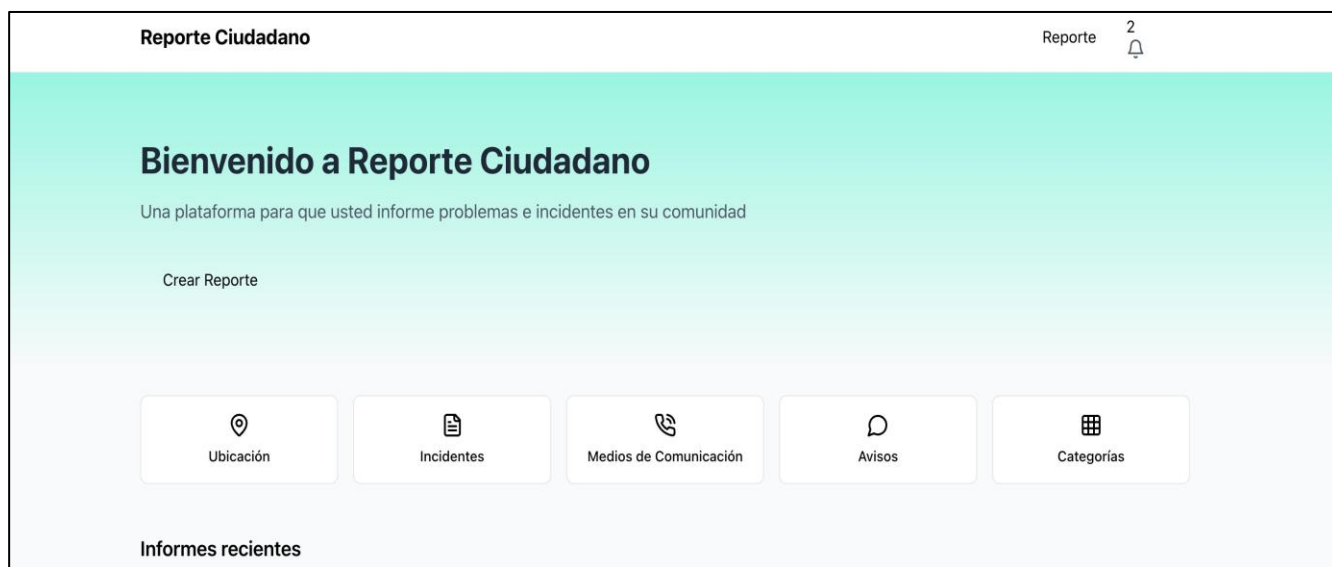 Reporte Ciudadano
Reporte
2
Bienvenido a Reporte Ciudadano
Una plataforma para que usted informe problemas e incidentes en su comunidad
Crear Reporte
Ubicación
Incidentes
Medios de Comunicación
Avisos
Categorías
Informes recientes